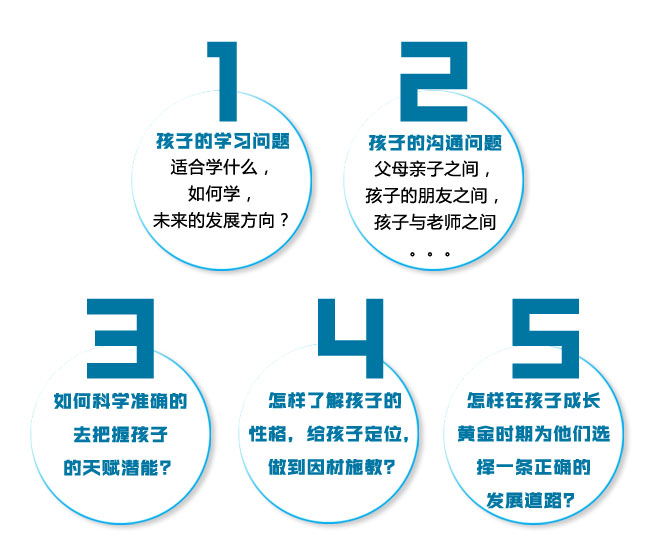 1
孩子的学习问题
适合学什么，
如何学，
未来的发展方向？
2
孩子的沟通问题
父母亲子之间，
孩子的朋友之间，
孩子与老师之间
。。。
3
如何科学准确的
去把握孩子
的天赋潜能？
4
怎样了解孩子的
性格，给孩子定位，
做到因材施教？
5
怎样在孩子成长
黄金时期为他们选
择一条正确的
发展道路？